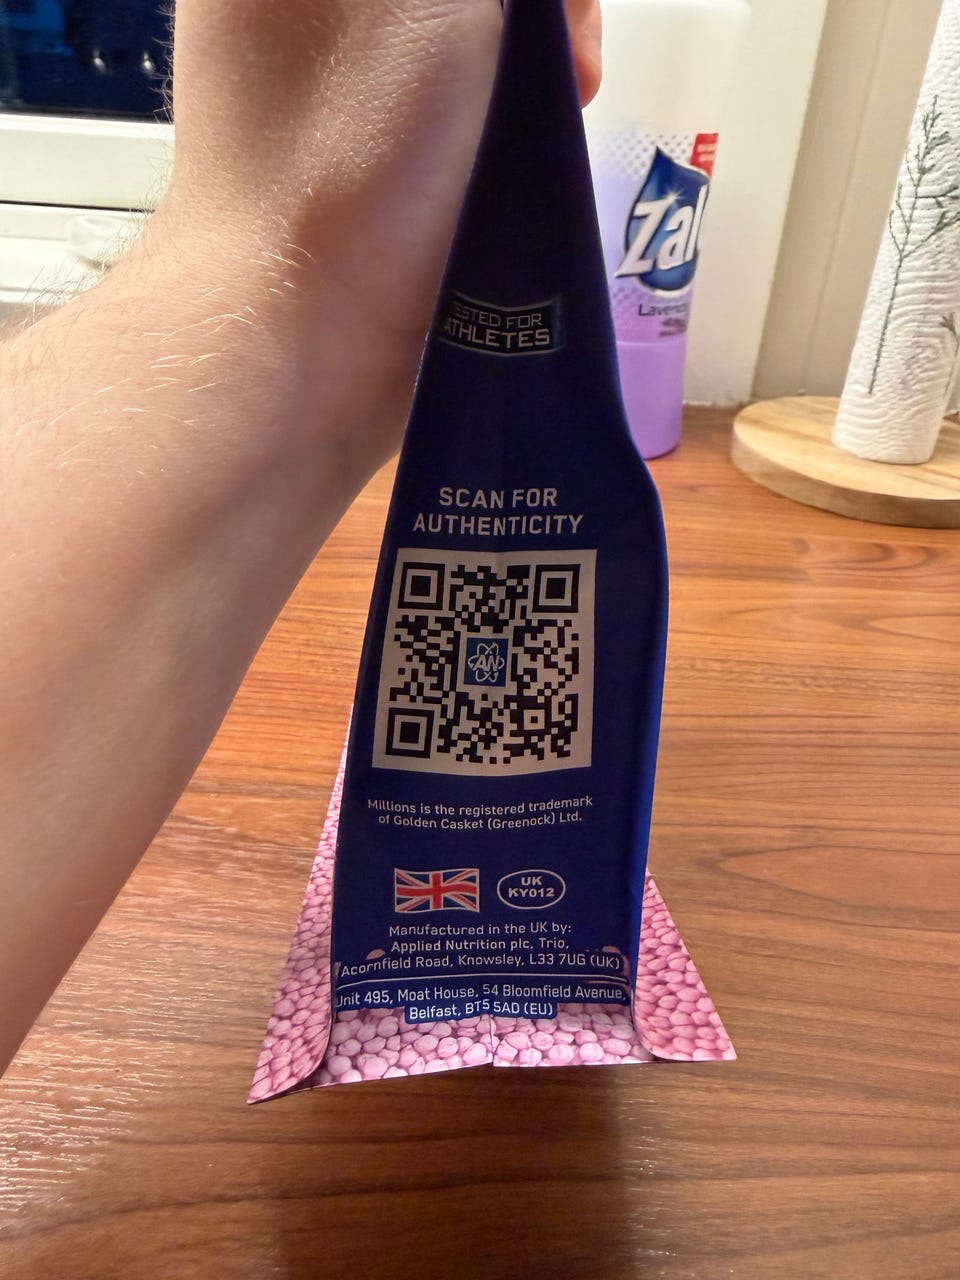 Zal
TESTED FOR
ATHLETES
SCAN FOR
AUTHENTICITY
AN
Millions is the registered trademark
of Golden Casket (Greenock) Ltd.
UK
KY012
Manufactured in the UK by:
Applied Nutrition plc, Trio,
Acornfield Road, Knowsley, L33 7UG (UK)
Unit 495, Moat House, 54 Bloomfield Avenue,
Belfast, BT5 5AD (EU)